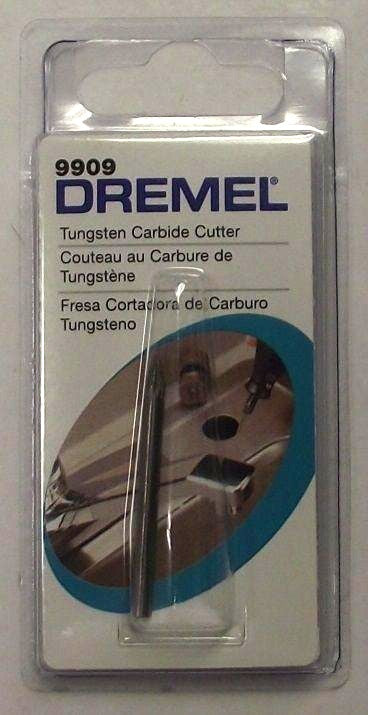 9909
DREMEL®
Tungsten Carbide Cutter
Couteau au Carbure de
Tungstène
Fresa Cortadora de Carburo
Tungsteno